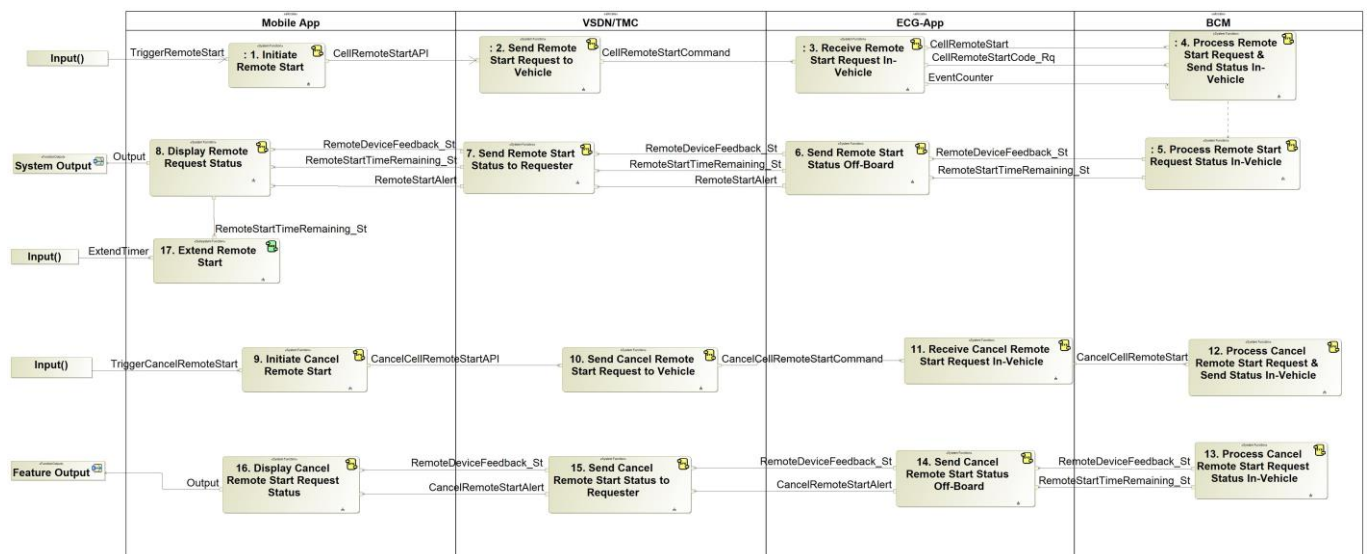 Mobile App
VSDN/TMC
ECG-App
BCM
Input()
TriggerRemoteStart
: 1. Initiate
Remote Start
CellRemoteStartAPI
: 2. Send Remote
Start Request to
Vehicle
CellRemoteStartCommand
: 3. Receive Remote
Start Request In-
Vehicle
CellRemoteStart
CellRemoteStartCode_Rq
EventCounter
: 4. Process Remote
Start Request &
Send Status In-
Vehicle
System Output
Output
8. Display Remote
Request Status
RemoteDeviceFeedback_St
RemoteStartTimeRemaining_St
RemoteStartAlert
7. Send Remote Start
Status to Requester
RemoteDeviceFeedback_St
RemoteStartTimeRemaining_St
RemoteStartAlert
6. Send Remote Start
Status Off-Board
RemoteDeviceFeedback_St
RemoteStartTimeRemaining_St
: 5. Process Remote Start
Request Status In-Vehicle
RemoteStartTimeRemaining_St
Input()
ExtendTimer
17. Extend Remote
Start
Input()
TriggerCancelRemoteStart
9. Initiate Cancel
Remote Start
CancelCellRemoteStartAPI
10. Send Cancel Remote
Start Request to Vehicle
CancelCellRemoteStartCommand
11. Receive Cancel Remote
Start Request In-Vehicle
CancelCellRemoteStart
12. Process Cancel
Remote Start Request &
Send Status In-Vehicle
Feature Output
Output
16. Display Cancel
Remote Start Request
Status
RemoteDeviceFeedback_St
CancelRemoteStartAlert
15. Send Cancel
Remote Start Status to
Requester
RemoteDeviceFeedback_St
CancelRemoteStartAlert
14. Send Cancel
Remote Start Status
Off-Board
RemoteDeviceFeedback_St
RemoteStartTimeRemaining_St
13. Process Cancel
Remote Start Request
Status In-Vehicle